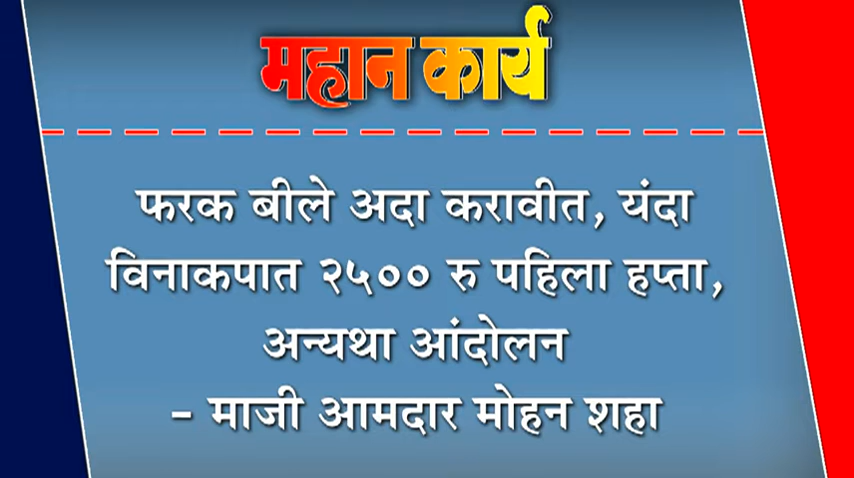 महान कार्य
फरक बीले अदा करावीत, यंदा
विनाकपात २५०० रु पहिला हप्ता,
अन्यथा आंदोलन
- माजी आमदार मोहन शहा